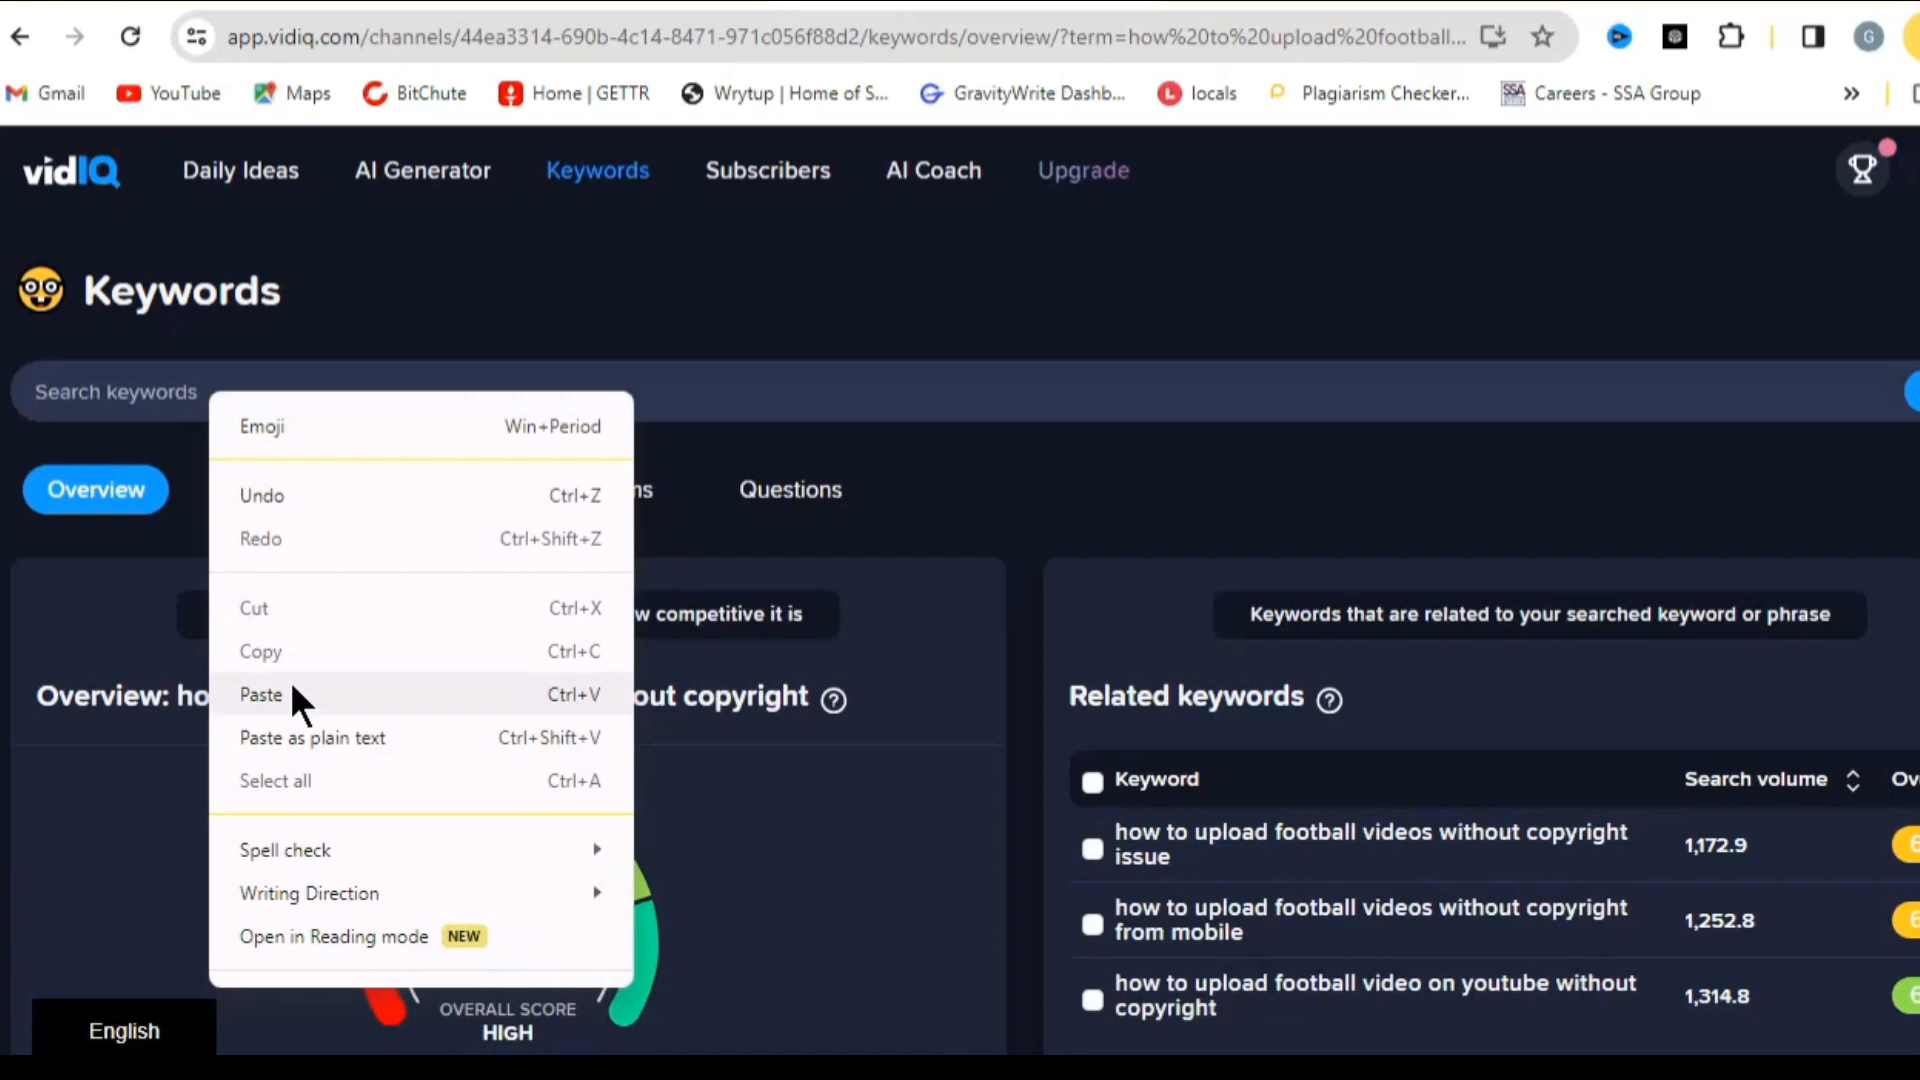 app.vidiq.com/channels/44ea3314-690b-4c14-8471-971c056f88d2/keywords/overview/?term=how%20to%20upload%20football...
G
Gmail
YouTube
Maps
BitChute
Home | GETTR
Wrytup | Home of S...
GravityWrite Dashb...
L
locals
Plagiarism Checker...
SSA
Careers - SSA Group
»
vidIQ
Daily Ideas
AI Generator
Keywords
Subscribers
AI Coach
Upgrade
Keywords
Search keywords
Emoji Win+Period
Undo Ctrl+Z
Redo Ctrl+Shift+Z
Cut Ctrl+X
Copy Ctrl+C
Paste Ctrl+V
Paste as plain text Ctrl+Shift+V
Select all Ctrl+A
Spell check
Writing Direction
Open in Reading mode NEW
Overview
Questions
competitive it is
Overview:
copyright ?
OVERALL SCORE
HIGH
Keywords that are related to your searched keyword or phrase
Related keywords ?
Keyword Search volume
how to upload football videos without copyright
issue
1,172.9
how to upload football videos without copyright
from mobile
1,252.8
how to upload football video on youtube without
copyright
1,314.8
English